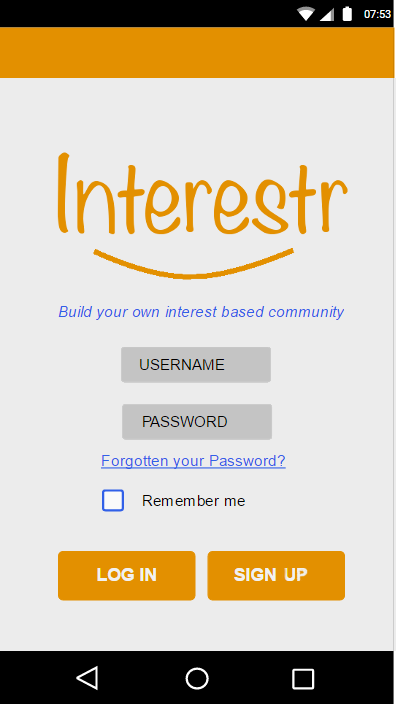 07:53
Interestr
Build your own interest based community
USERNAME
PASSWORD
Forgotten your Password?
Remember me
LOG IN
SIGN UP